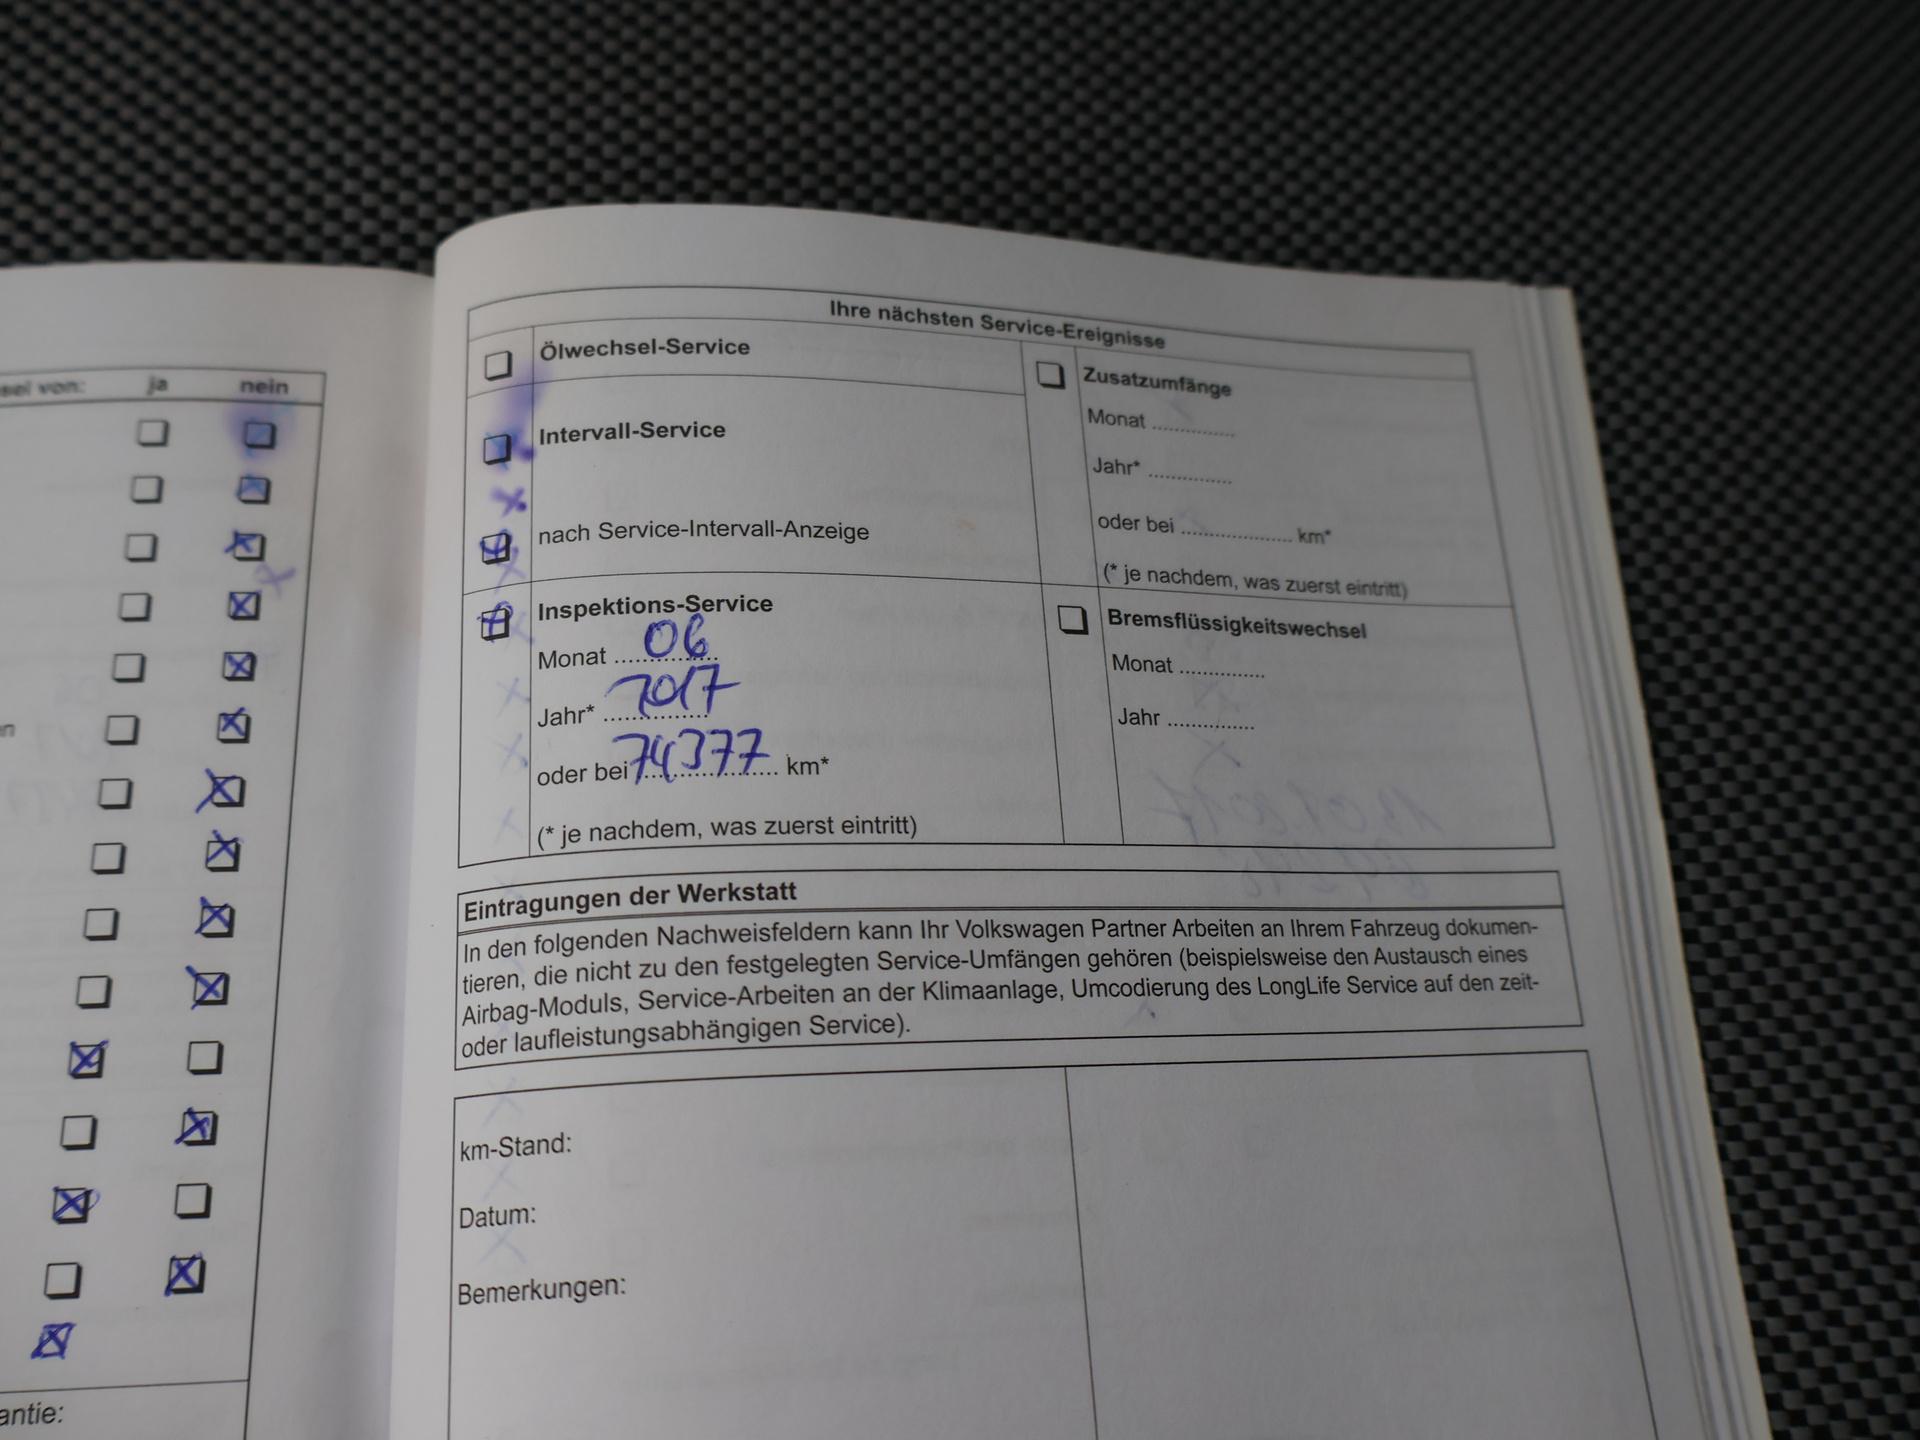 sel von: ja nein
en
antie:
Ihre nächsten Service-Ereignisse
Ölwechsel-Service
Intervall-Service
nach Service-Intervall-Anzeige
Inspektions-Service
Monat 06
Jahr* 2017
oder bei 74377 km*
(* je nachdem, was zuerst eintritt)
Zusatzumfänge
Monat ..............
Jahr* ..............
oder bei ................... km*
(* je nachdem, was zuerst eintritt)
Bremsflüssigkeitswechsel
Monat ..............
Jahr ..............
Eintragungen der Werkstatt
In den folgenden Nachweisfeldern kann Ihr Volkswagen Partner Arbeiten an Ihrem Fahrzeug dokumen-
tieren, die nicht zu den festgelegten Service-Umfängen gehören (beispielsweise den Austausch eines
Airbag-Moduls, Service-Arbeiten an der Klimaanlage, Umcodierung des LongLife Service auf den zeit-
oder laufleistungsabhängigen Service).
km-Stand:
Datum:
Bemerkungen: